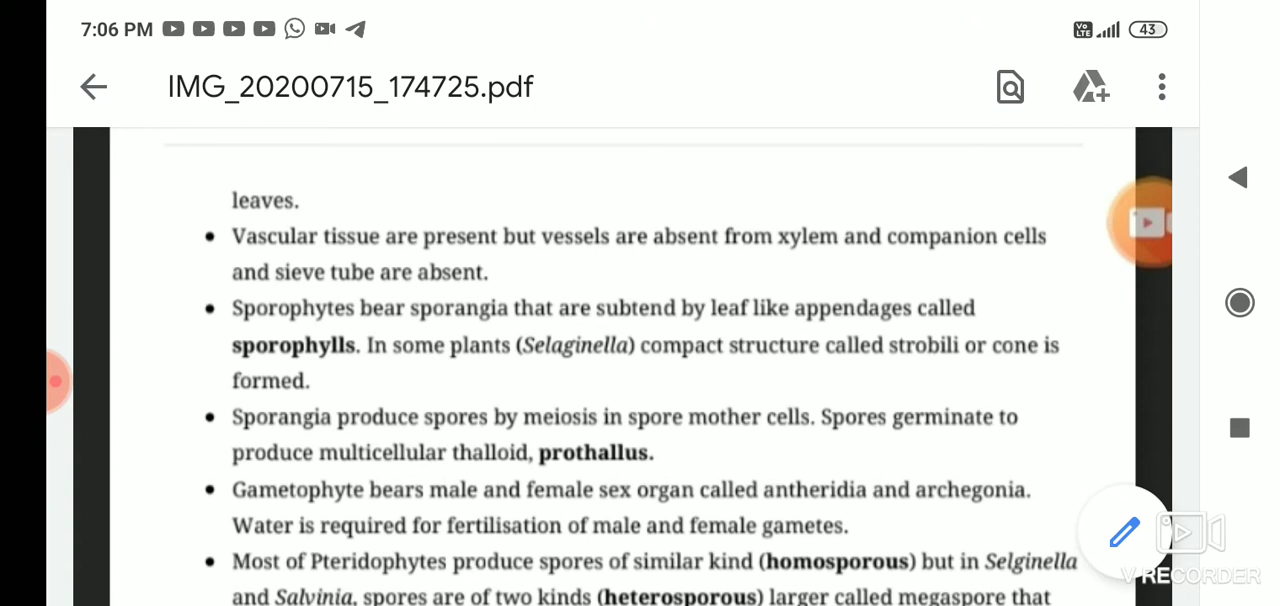 7:06 PM
Vo LTE
43
IMG_20200715_174725.pdf
leaves.
• Vascular tissue are present but vessels are absent from xylem and companion cells
and sieve tube are absent.
• Sporophytes bear sporangia that are subtend by leaf like appendages called
sporophylls. In some plants (Selaginella) compact structure called strobili or cone is
formed.
• Sporangia produce spores by meiosis in spore mother cells. Spores germinate to
produce multicellular thalloid, prothallus.
• Gametophyte bears male and female sex organ called antheridia and archegonia.
Water is required for fertilisation of male and female gametes.
• Most of Pteridophytes produce spores of similar kind (homosporous) but in Selginella
and Salvinia, spores are of two kinds (heterosporous) larger called megaspore that
V RECORDER